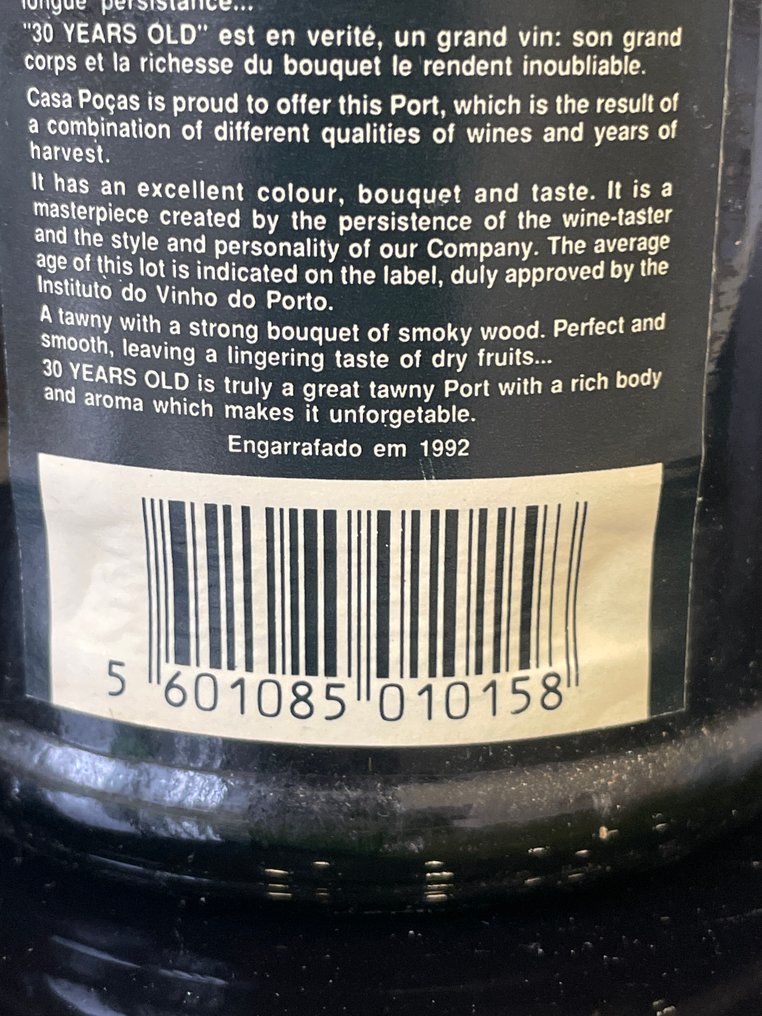 longue persistance...
"30 YEARS OLD" est en verité, un grand vin: son grand
corps et la richesse du bouquet le rendent inoubliable.
Casa Poças is proud to offer this Port, which is the result of
a combination of different qualities of wines and years of
harvest.
It has an excellent colour, bouquet and taste. It is a
masterpiece created by the persistence of the wine-taster
and the style and personality of our Company. The average
age of this lot is indicated on the label, duly approved by the
Instituto do Vinho do Porto.
A tawny with a strong bouquet of smoky wood. Perfect and
smooth, leaving a lingering taste of dry fruits...
30 YEARS OLD is truly a great tawny Port with a rich body
and aroma which makes it unforgetable.
Engarrafado em 1992
5 601085 010158